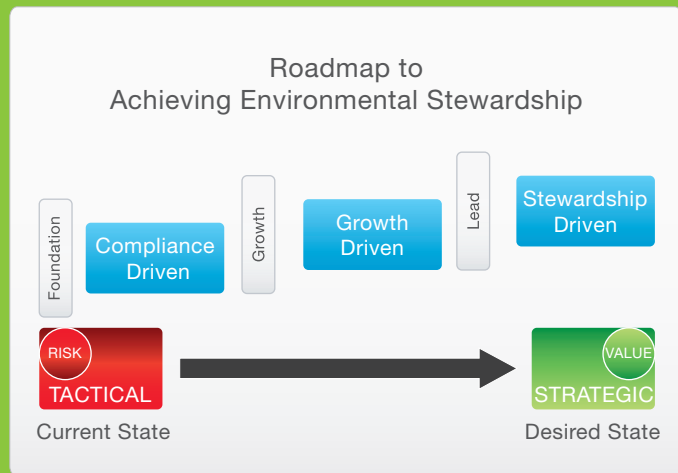 Roadmap to
Achieving Environmental Stewardship
Foundation
Compliance
Driven
Growth
Growth
Driven
Lead
Stewardship
Driven
RISK
TACTICAL
Current State
VALUE
STRATEGIC
Desired State